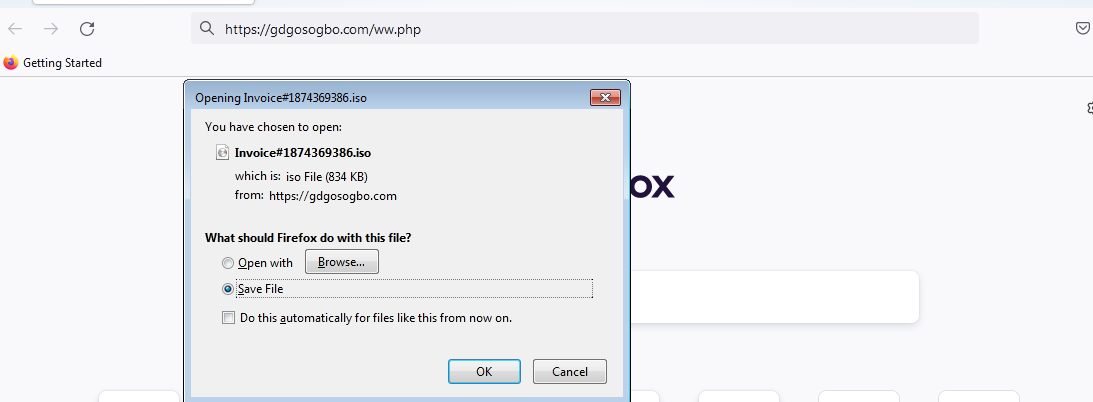 https://gdgosogbo.com/ww.php
Getting Started
Opening Invoice#1874369386.iso
You have chosen to open:
Invoice#1874369386.iso
which is: iso File (834 KB)
from: https://gdgosogbo.com
ox
What should Firefox do with this file?
Open with Browse...
Save File
Do this automatically for files like this from now on.
OK Cancel